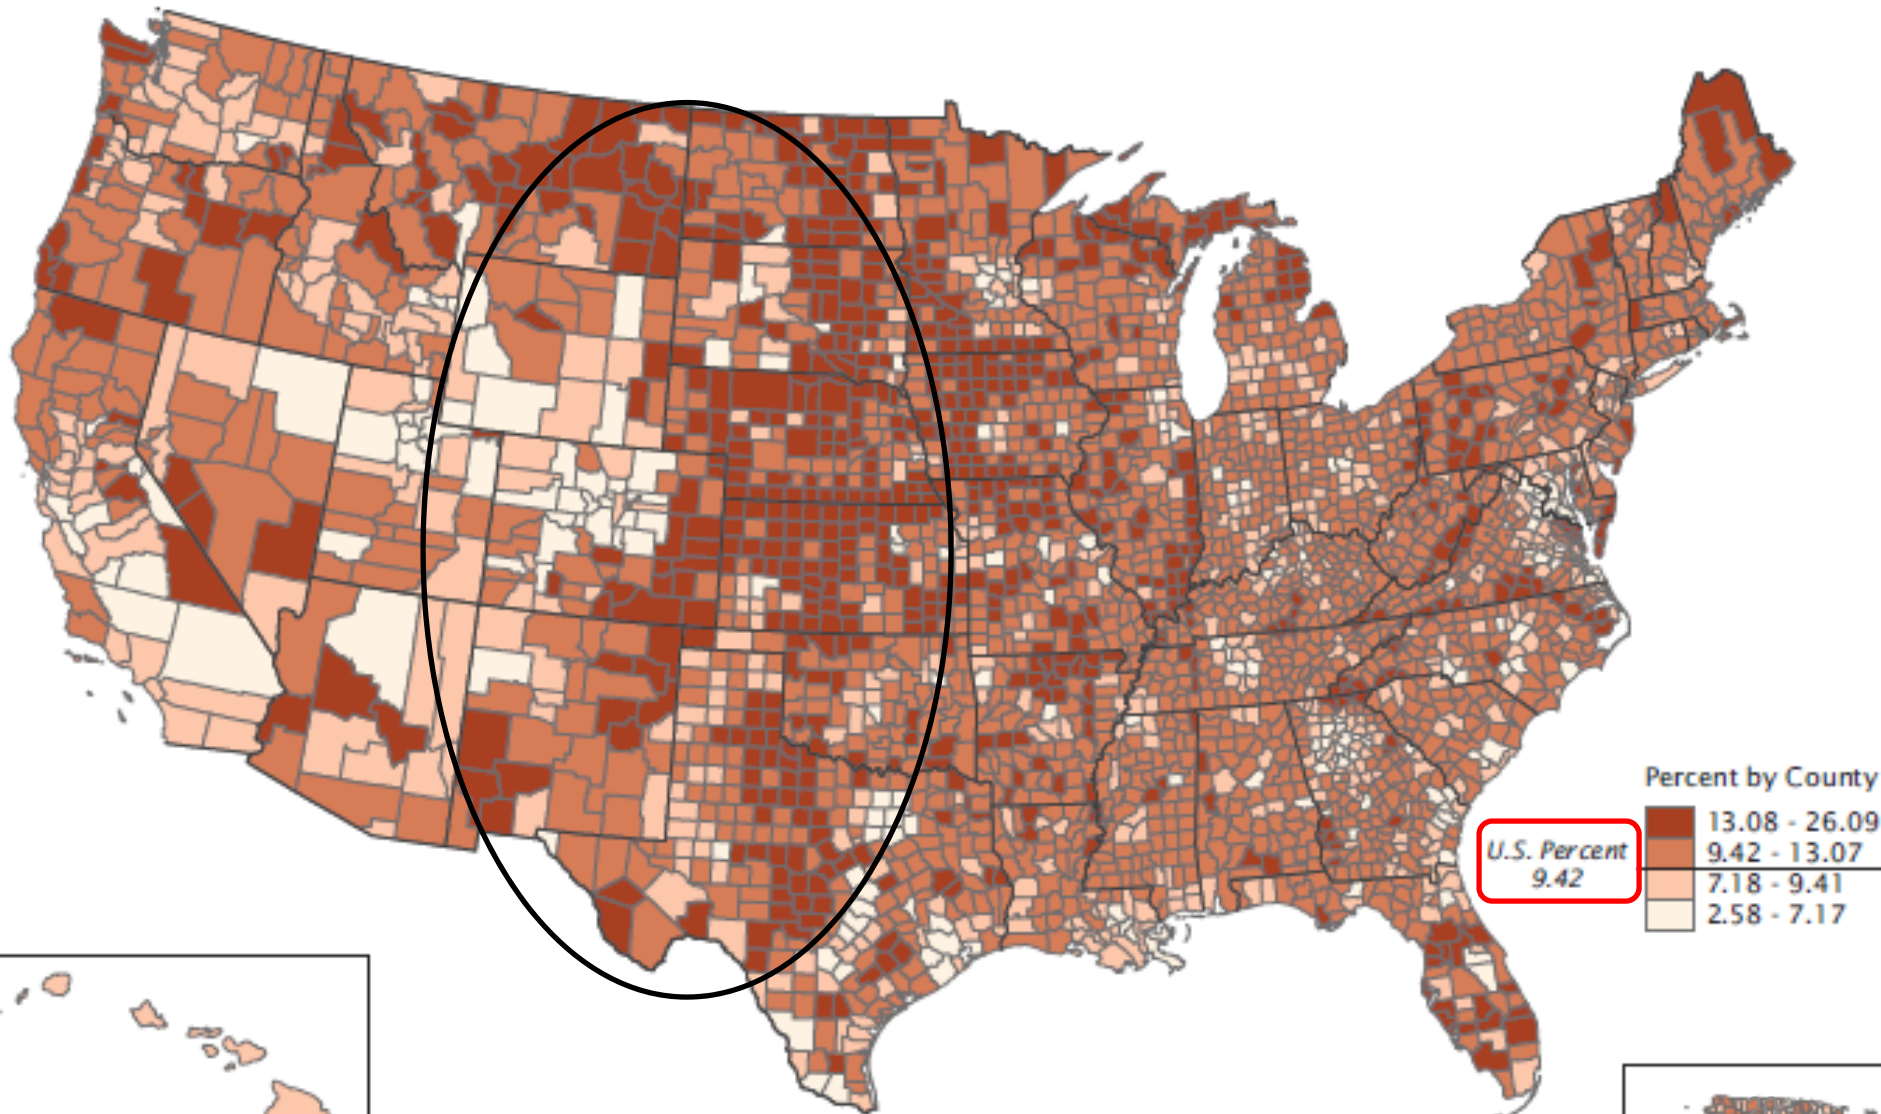 Percent by County
13.08 - 26.09
9.42 - 13.07
7.18 - 9.41
2.58 - 7.17
U.S. Percent
9.42